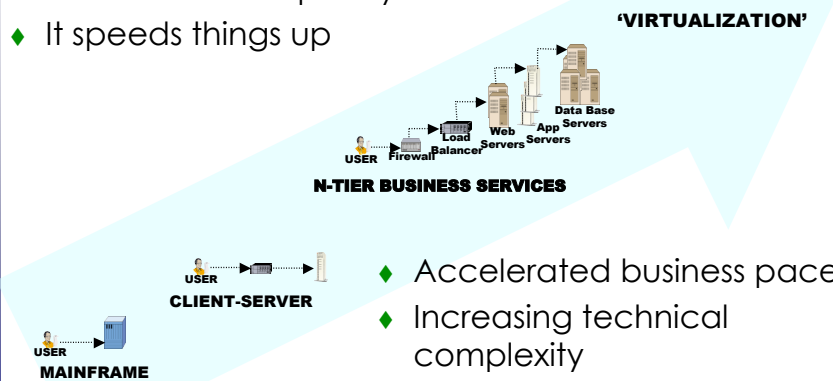 ♦ It speeds things up
'VIRTUALIZATION'
Data Base
Servers
App
Servers
Web
Servers
Load
Balancer
Firewall
USER
N-TIER BUSINESS SERVICES
USER
CLIENT-SERVER
♦ Accelerated business pace
♦ Increasing technical
complexity
USER
MAINFRAME